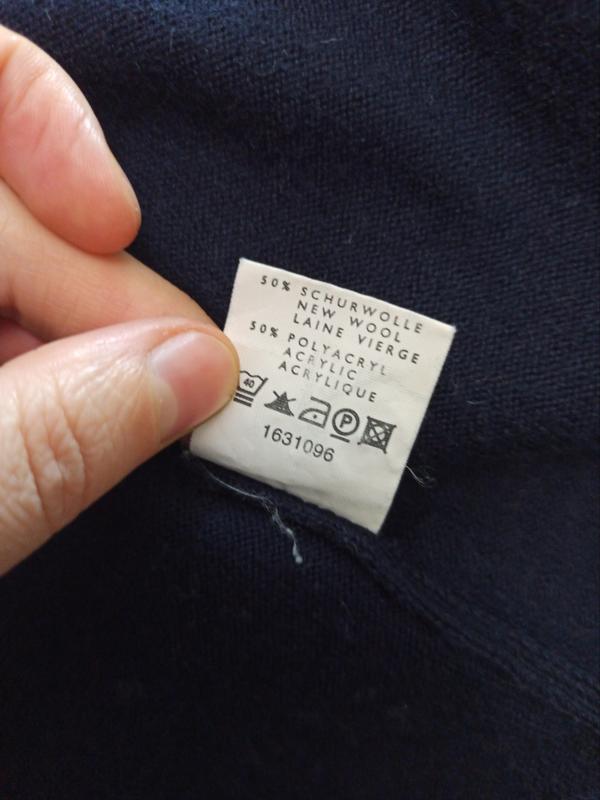 50% SCHURWOLLE
NEW WOOL
LAINE VIERGE
50% POLYACRYL
ACRYLIC
ACRYLIQUE
40 P
1631096